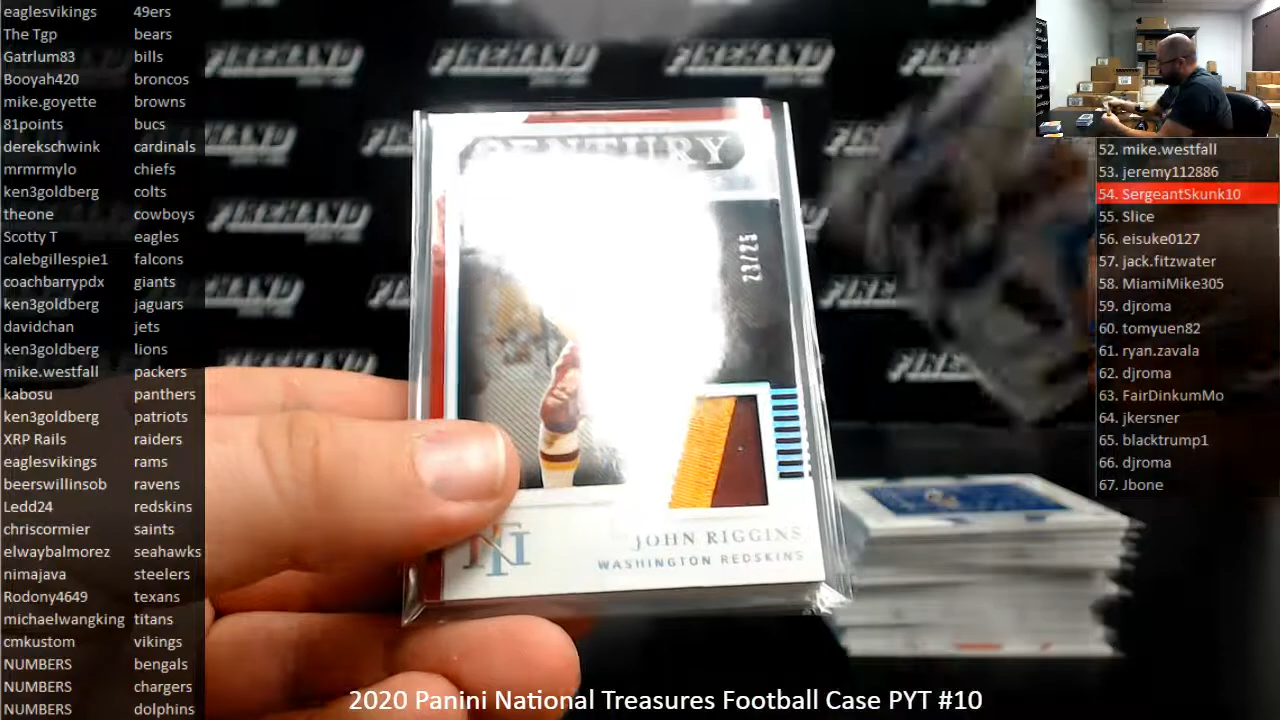 eaglesvikings 49ers
The Tgp bears
Gatrlum83 bills
Booyah420 broncos
mike.goyette browns
81points bucs
derekschwink cardinals
mrmrmylo chiefs
ken3goldberg colts
theone cowboys
Scotty T eagles
calebgillespie1 falcons
coachbarrypdx giants
ken3goldberg jaguars
davidchan jets
ken3goldberg lions
mike.westfall packers
kabosu panthers
ken3goldberg patriots
XRP Rails raiders
eaglesvikings rams
beerswillinsob ravens
Ledd24 redskins
chriscormier saints
elwaybalmorez seahawks
nimajava steelers
Rodony4649 texans
michaelwangking titans
cmkustom vikings
NUMBERS bengals
NUMBERS chargers
NUMBERS dolphins
FIREHAND FIREHAND FIREHAND FIREHAND
CENTURY
23/25
NT
JOHN RIGGINS
WASHINGTON REDSKINS
52. mike.westfall
53. jeremy112886
54. SergeantSkunk10
55. Slice
56. eisuke0127
57. jack.fitzwater
58. MiamiMike305
59. djroma
60. tomyuen82
61. ryan.zavala
62. djroma
63. FairDinkumMo
64. jkersner
65. blacktrump1
66. djroma
67. Jbone
2020 Panini National Treasures Football Case PYT #10